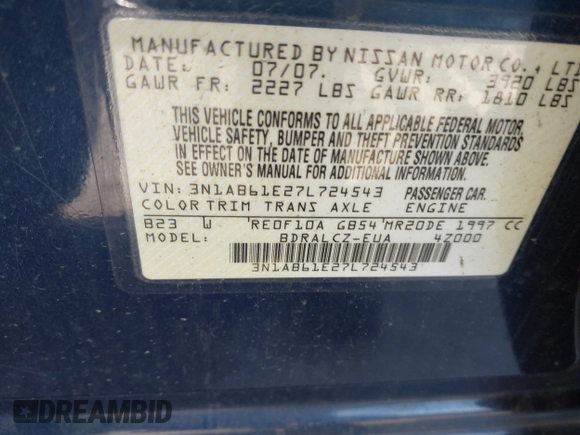 MANUFACTURED BY NISSAN MOTOR CO., LTD
DATE: 07/07. GVWR: 3920 LBS
GAWR FR: 2227 LBS GAWR RR: 1810 LBS
THIS VEHICLE CONFORMS TO ALL APPLICABLE FEDERAL MOTOR
VEHICLE SAFETY, BUMPER AND THEFT PREVENTION STANDARDS
IN EFFECT ON THE DATE OF MANUFACTURE SHOWN ABOVE.
SEE OWNER'S MANUAL FOR ADDITIONAL INFORMATION.
VIN: 3N1AB61E27L724543 PASSENGER CAR
COLOR TRIM TRANS AXLE ENGINE
B23 W RE0F10A GB54 MR20DE 1997 CC
MODEL: BDRALCZ-EUA 4Z000
3N1AB61E27L724543
DREAMBID